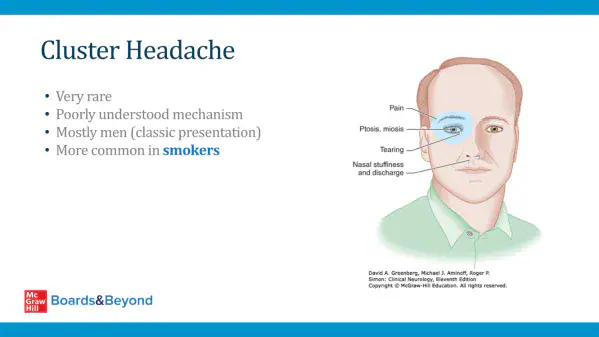 Cluster Headache
• Very rare
• Poorly understood mechanism
• Mostly men (classic presentation)
• More common in smokers
Pain
Ptosis, miosis
Tearing
Nasal stuffiness
and discharge
David A. Greenberg, Michael J. Aminoff, Roger P.
Simon: Clinical Neurology, Eleventh Edition
Copyright © McGraw-Hill Education. All rights reserved.
Mc
Graw
Hill
Boards&Beyond